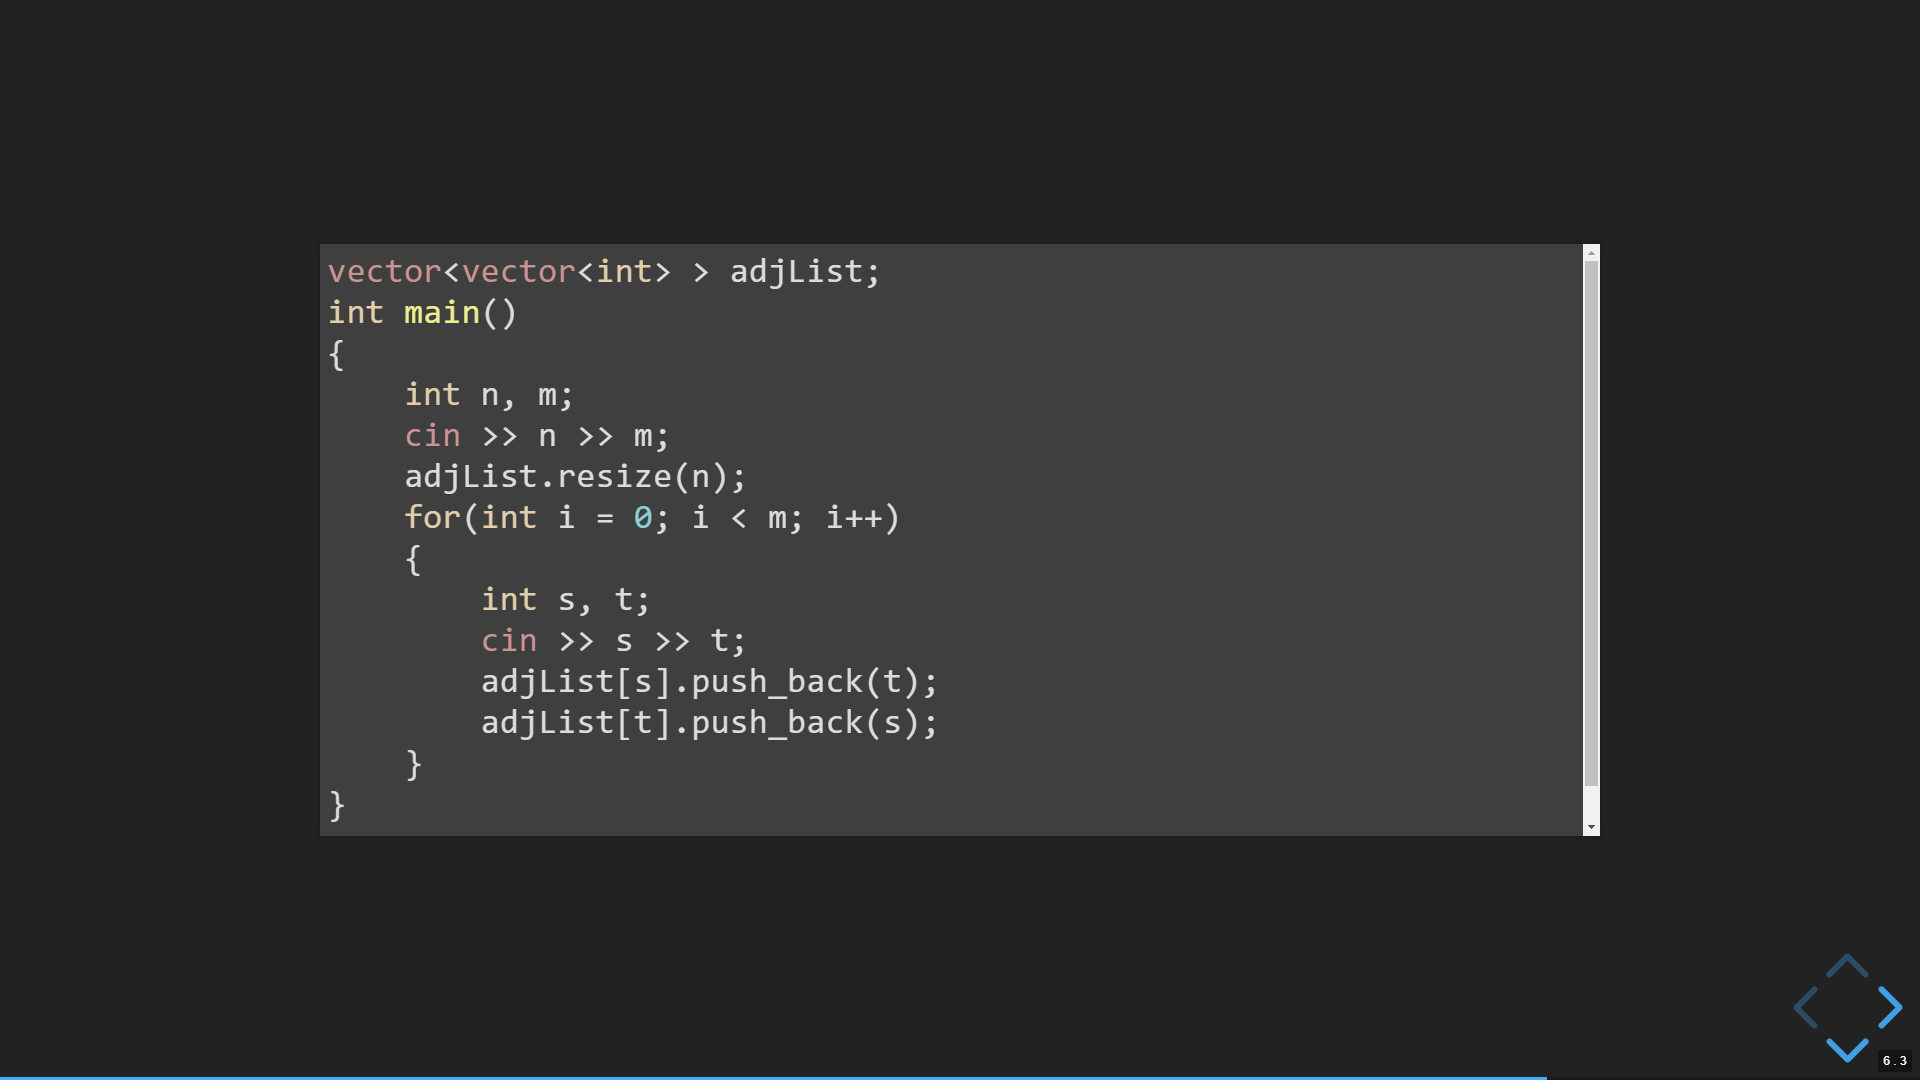 vector<vector<int> > adjList;
int main()
{
    int n, m;
    cin >> n >> m;
    adjList.resize(n);
    for(int i = 0; i < m; i++)
    {
        int s, t;
        cin >> s >> t;
        adjList[s].push_back(t);
        adjList[t].push_back(s);
    }
}
6.3